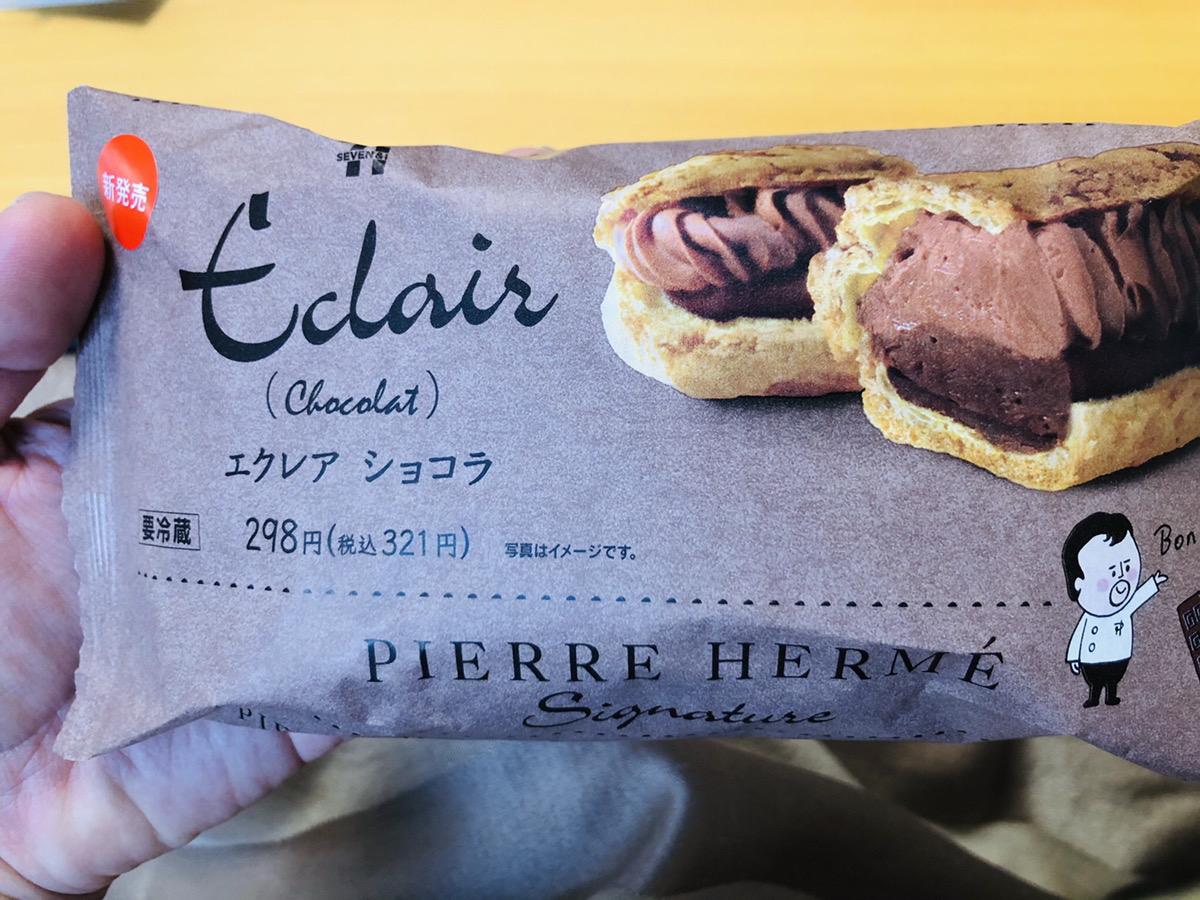 新発売
SEVEN&i
Éclair
(Chocolat)
エクレア ショコラ
要冷蔵
298円(税込321円)
写真はイメージです。
Bon
PIERRE HERMÉ
Signature